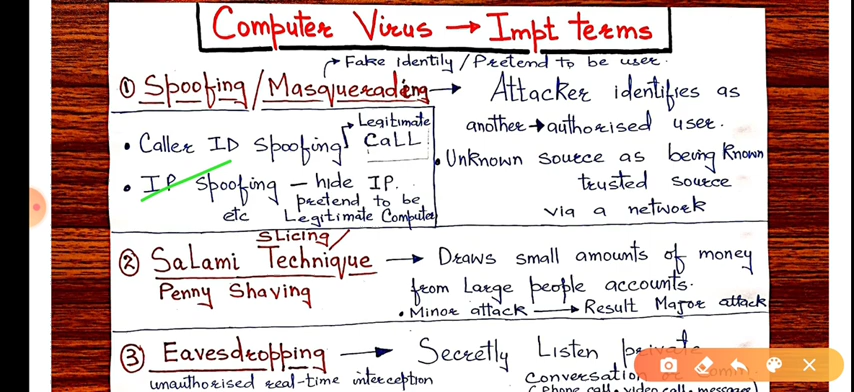 Computer Virus → Impt terms
→ Fake Identily / Pretend to be user.
① Spoofing / Masquerading → Attacker identifies as
another → authorised user.
• Unknown source as being known
trusted source
via a network
• Caller ID spoofing → Legitimate
CALL
• IP spoofing – hide IP.
pretend to be
etc Legitimate Computer
② Salami Slicing / Technique → Draws small amounts of money
Penny Shaving from Large people accounts.
• Minor attack → Result Major attack
③ Eavesdropping → Secretly Listen
unauthorised real-time interception conversation